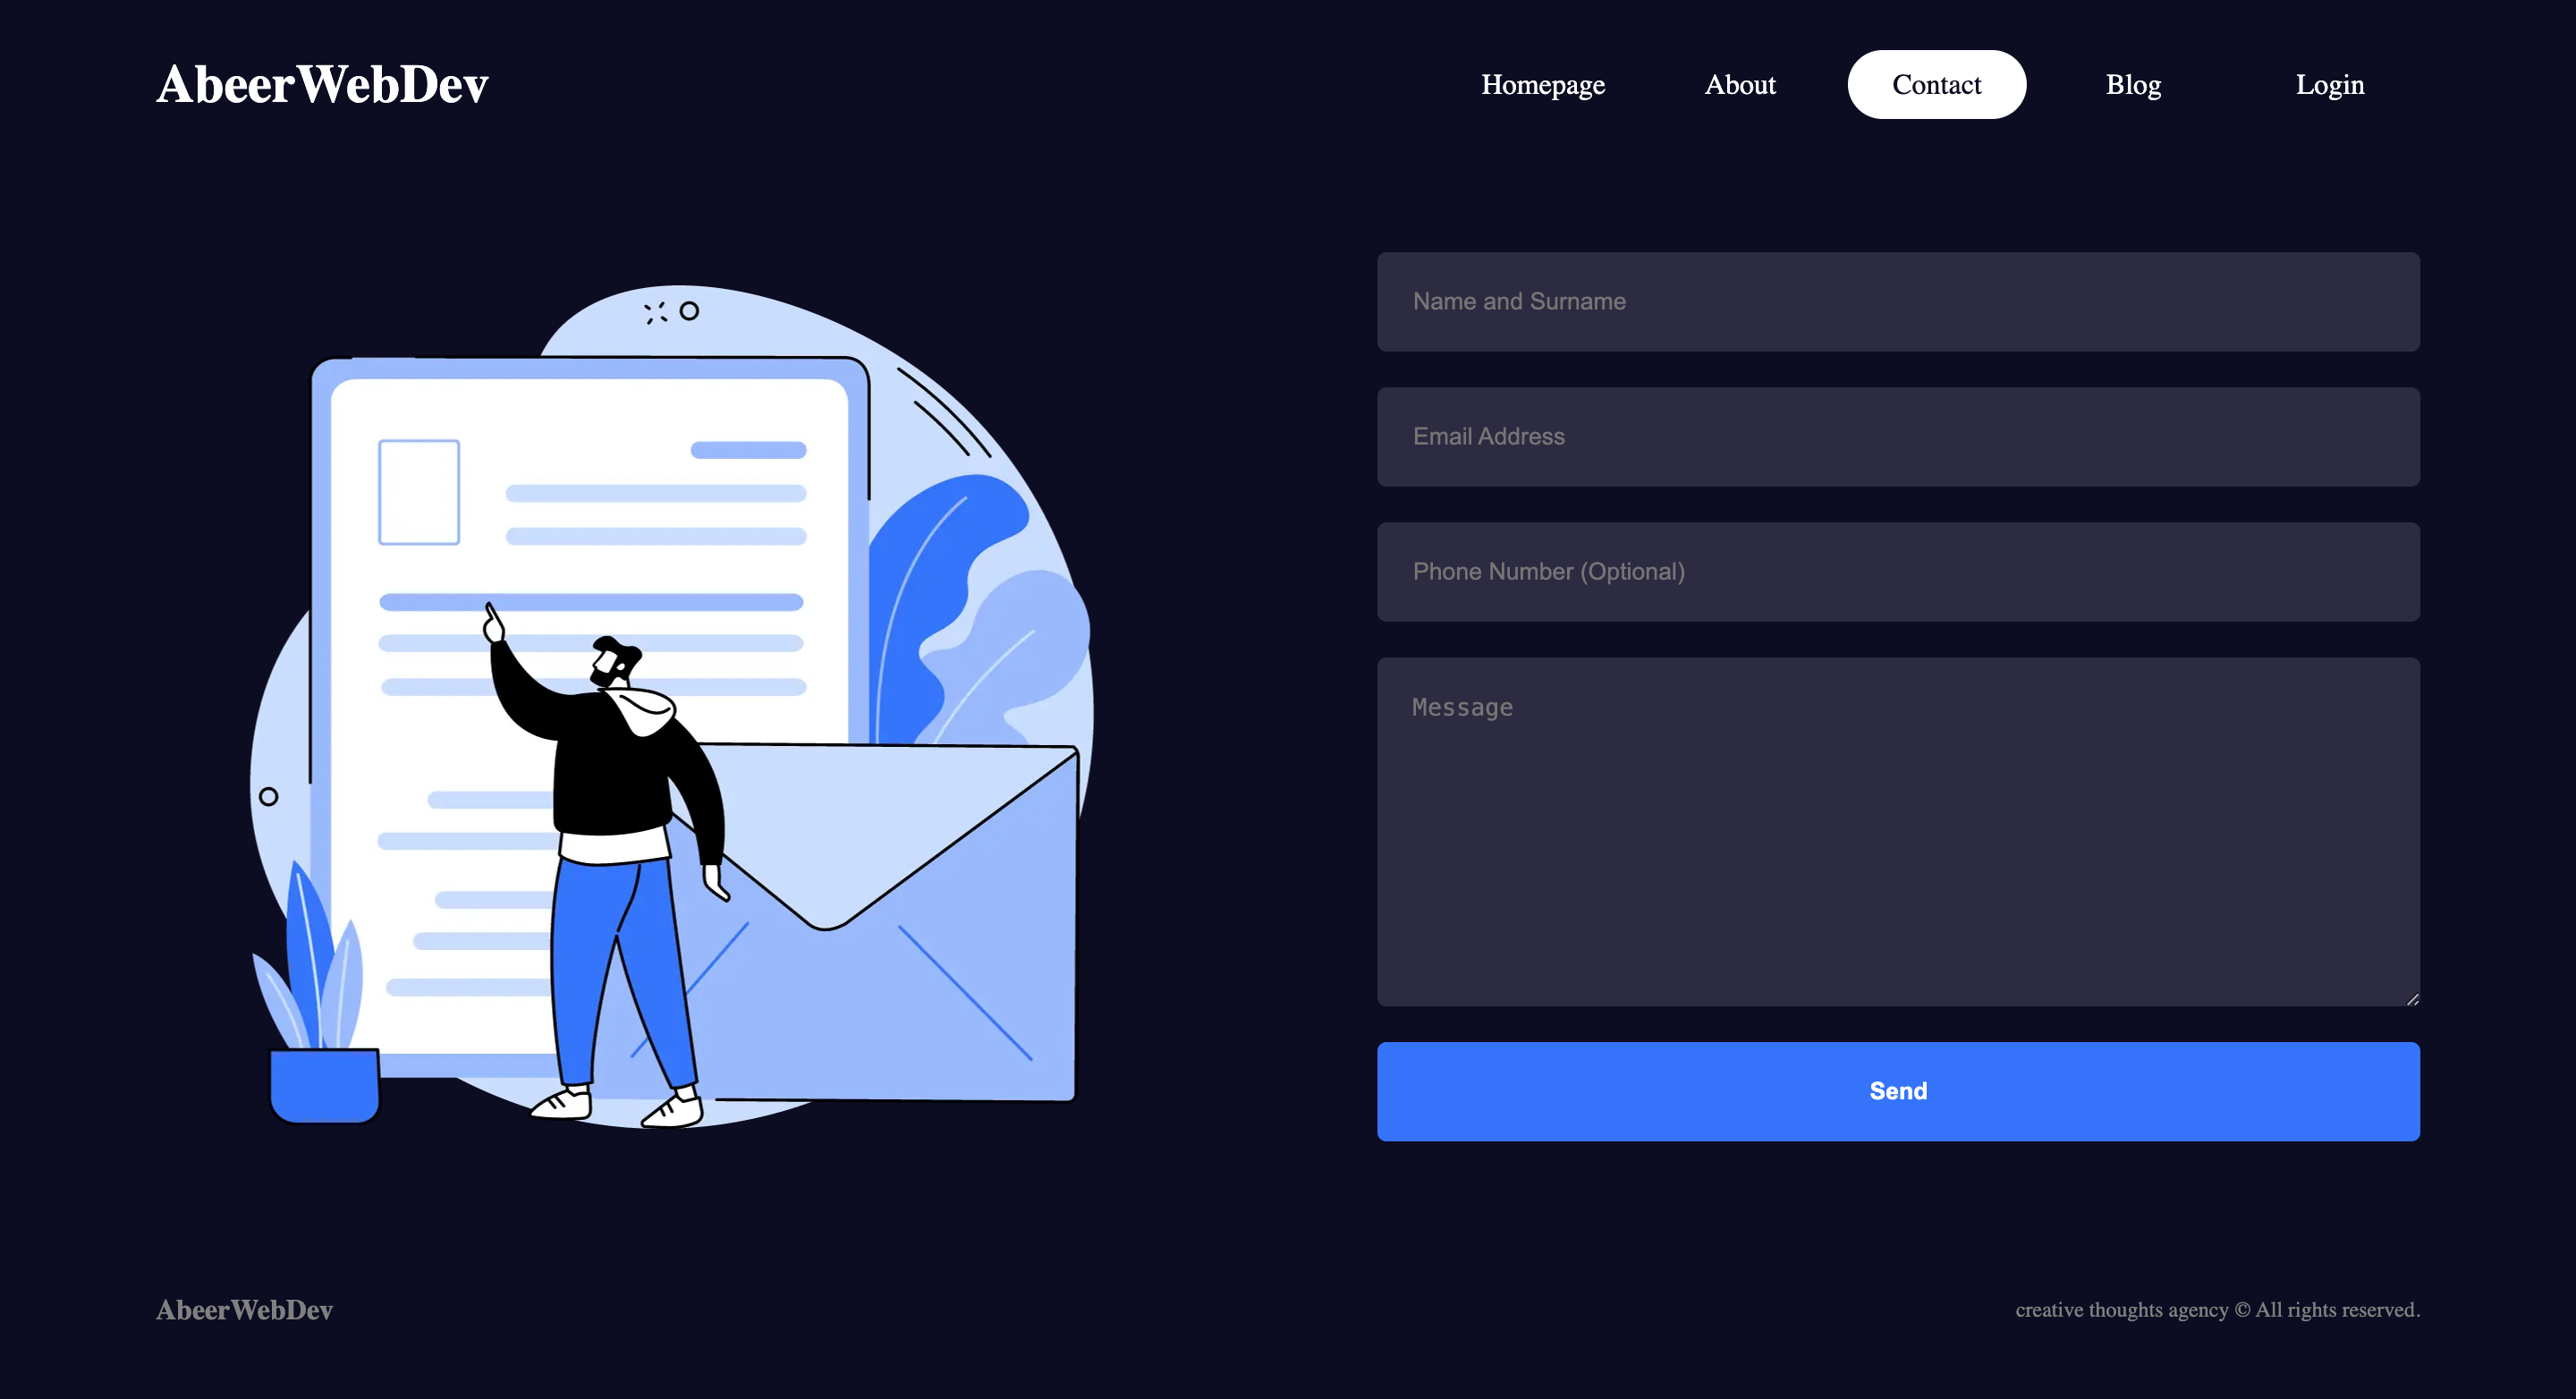 AbeerWebDev
Homepage About Contact Blog Login
Name and Surname
Email Address
Phone Number (Optional)
Message
Send
AbeerWebDev
creative thoughts agency © All rights reserved.